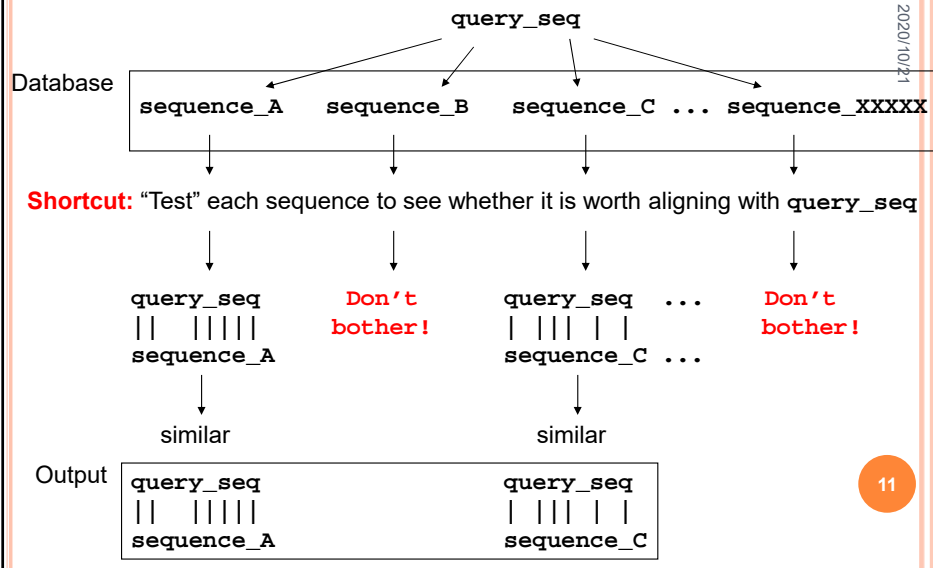 query_seq
2020/10/21
Database
sequence_A sequence_B sequence_C ... sequence_XXXXX
Shortcut: “Test” each sequence to see whether it is worth aligning with query_seq
query_seq Don’t query_seq ... Don’t
|| ||||| bother! | ||| | | bother!
sequence_A sequence_C ...
similar similar
Output
query_seq query_seq
|| ||||| | ||| | |
sequence_A sequence_C
11